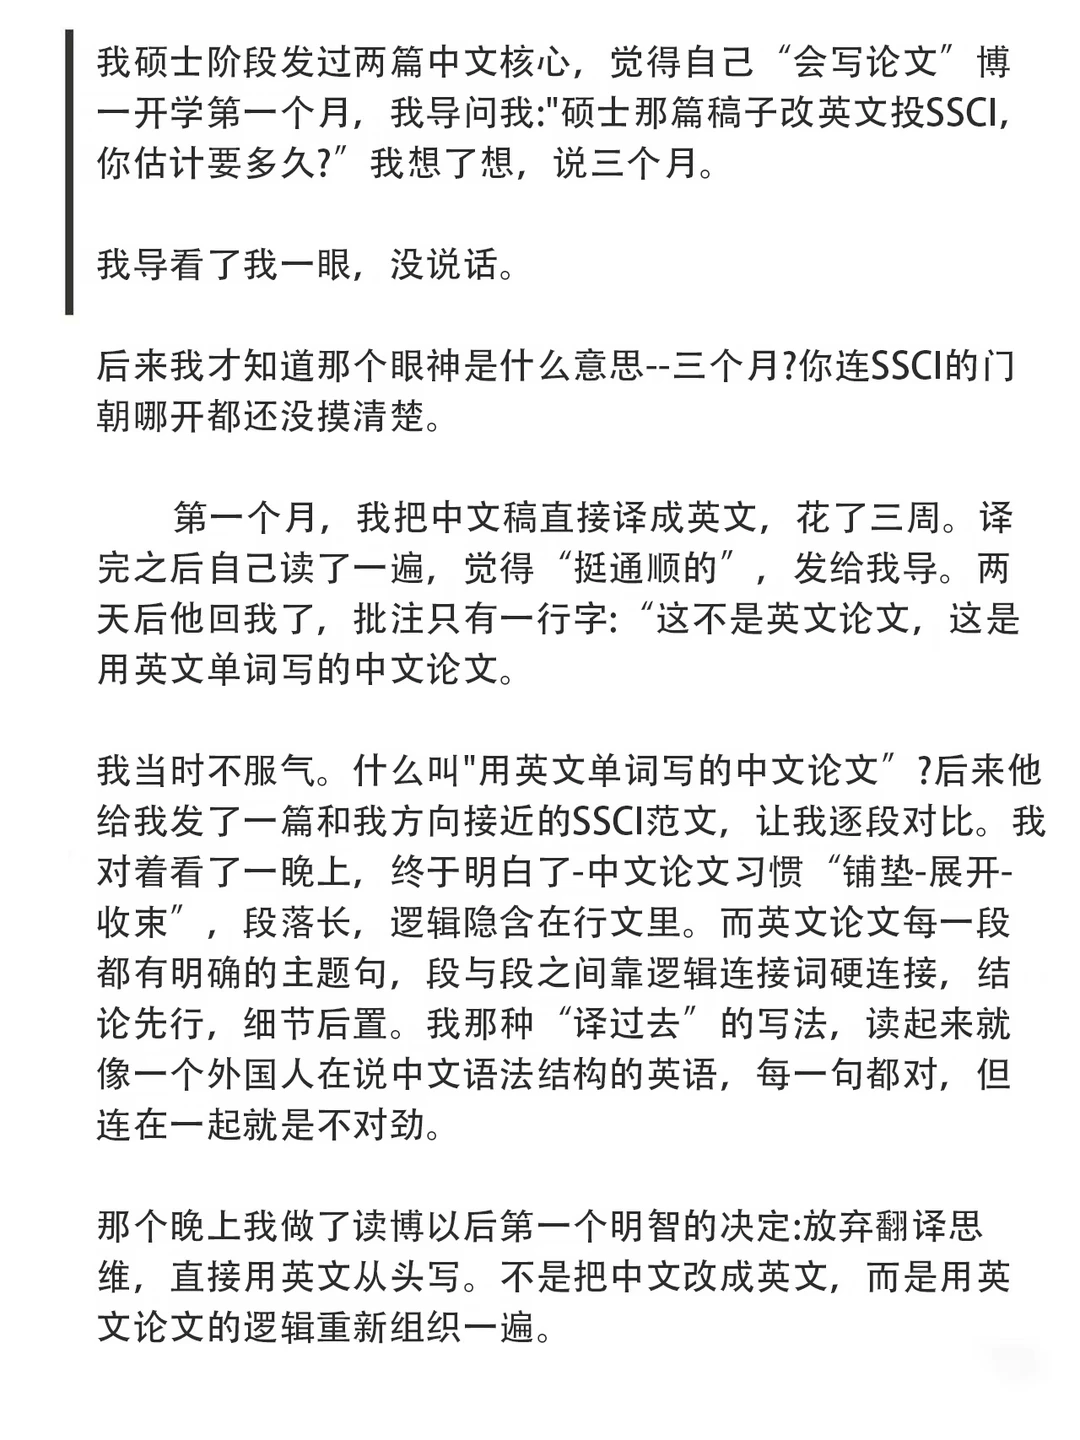 我硕士阶段发过两篇中文核心，觉得自己“会写论文”博
一开学第一个月，我导问我:"硕士那篇稿子改英文投SSCI,
你估计要多久?”我想了想，说三个月。
我导看了我一眼，没说话。
后来我才知道那个眼神是什么意思--三个月?你连SSCI的门
朝哪开都还没摸清楚。
第一个月，我把中文稿直接译成英文，花了三周。译
完之后自己读了一遍，觉得“挺通顺的”，发给我导。两
天后他回我了，批注只有一行字:“这不是英文论文，这是
用英文单词写的中文论文。
我当时不服气。什么叫"用英文单词写的中文论文”?后来他
给我发了一篇和我方向接近的SSCI范文，让我逐段对比。我
对着看了一晚上，终于明白了-中文论文习惯“铺垫-展开-
收束”，段落长，逻辑隐含在行文里。而英文论文每一段
都有明确的主题句，段与段之间靠逻辑连接词硬连接，结
论先行，细节后置。我那种“译过去”的写法，读起来就
像一个外国人在说中文语法结构的英语，每一句都对，但
连在一起就是不对劲。
那个晚上我做了读博以后第一个明智的决定:放弃翻译思
维，直接用英文从头写。不是把中文改成英文，而是用英
文论文的逻辑重新组织一遍。